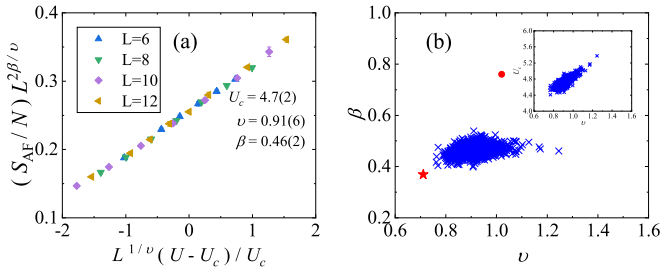 (a)
L=6
L=8
L=10
L=12
U_c = 4.7(2)
υ = 0.91(6)
β = 0.46(2)
0.4
0.3
0.2
0.1
(S_AF/N) L^{2β/υ}
-2 -1 0 1 2
L^{1/υ}(U-U_c)/U_c
(b)
1.0
0.8
0.6
0.4
0.2
β
0.6 0.8 1.0 1.2 1.4 1.6
υ
5.6
5.2
4.8
4.4
4.0
U_c
0.6 0.8 1.0 1.2 1.4 1.6
υ